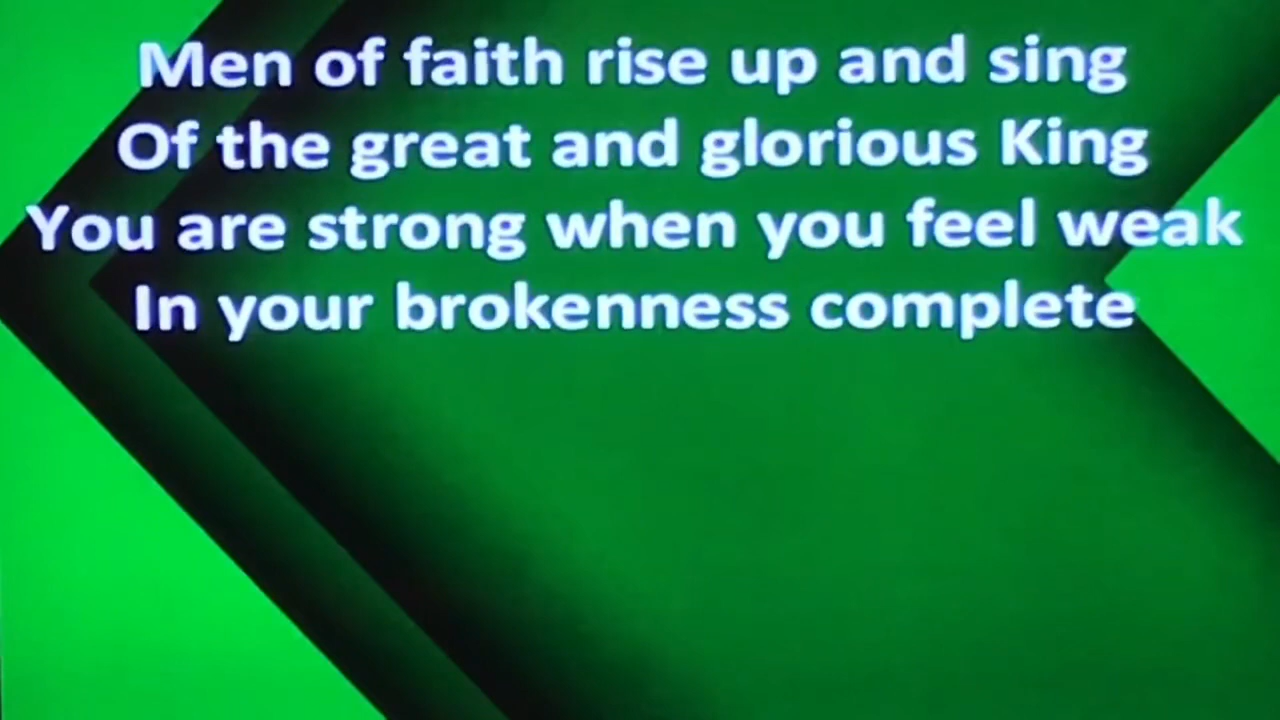 Men of faith rise up and sing
Of the great and glorious King
You are strong when you feel weak
In your brokenness complete